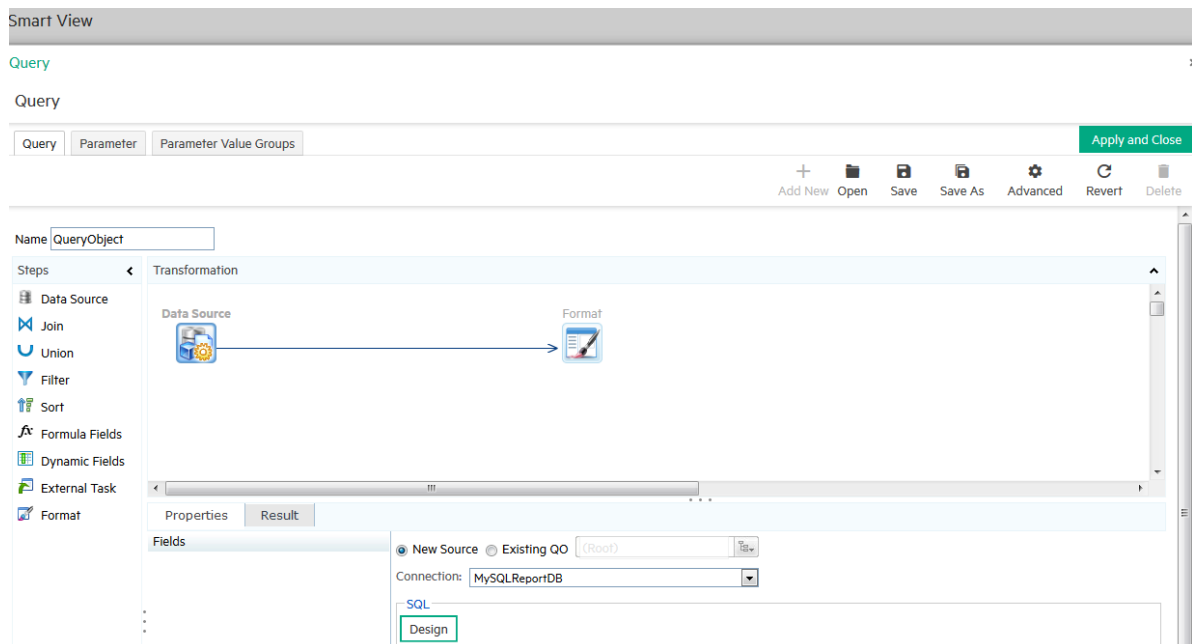 Smart View
Query
Query
Query Parameter Parameter Value Groups Apply and Close
Add New Open Save Save As Advanced Revert Delete
Name QueryObject
Steps
Data Source
Join
Union
Filter
Sort
fx Formula Fields
Dynamic Fields
External Task
Format
Transformation
Data Source Format
Properties Result
Fields
New Source Existing QO (Root)
Connection: MySQLReportDB
SQL
Design